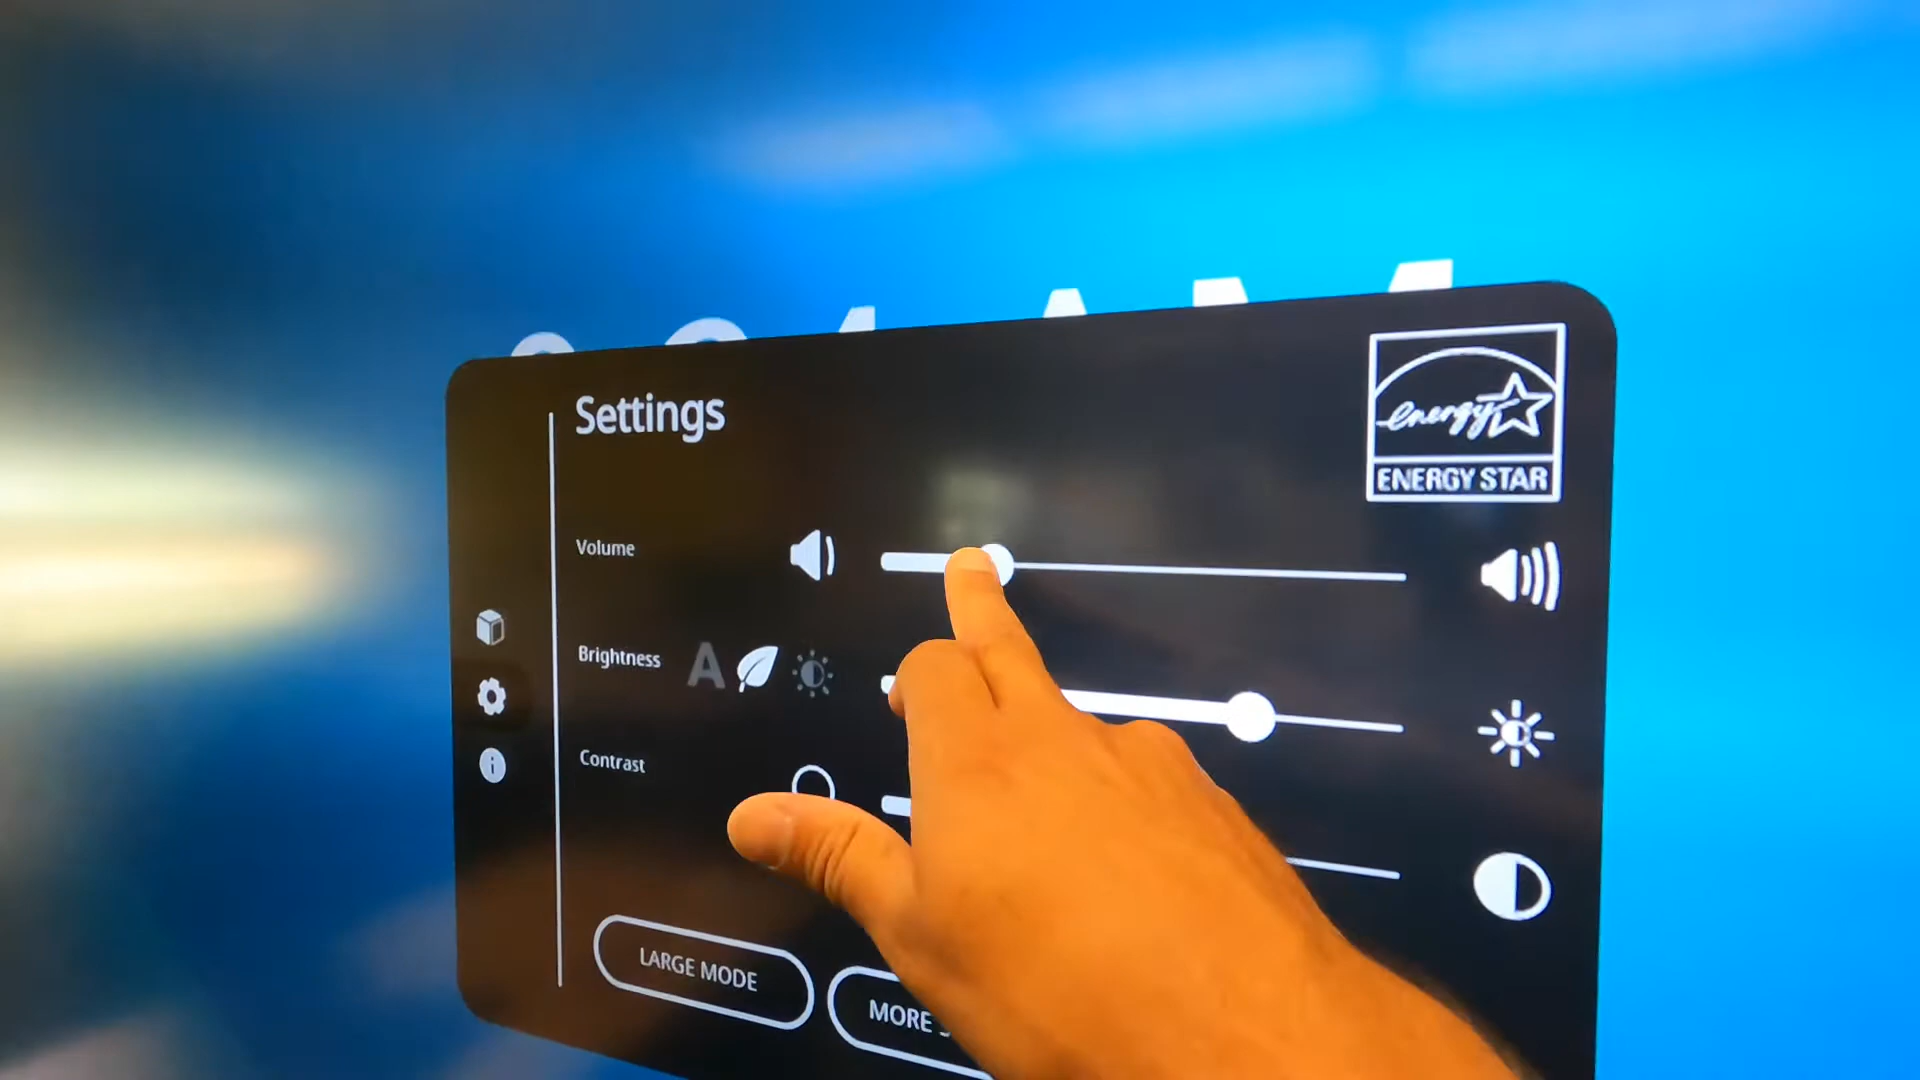 Settings
energy
ENERGY STAR
Volume
Brightness A
Contrast
LARGE MODE
MORE